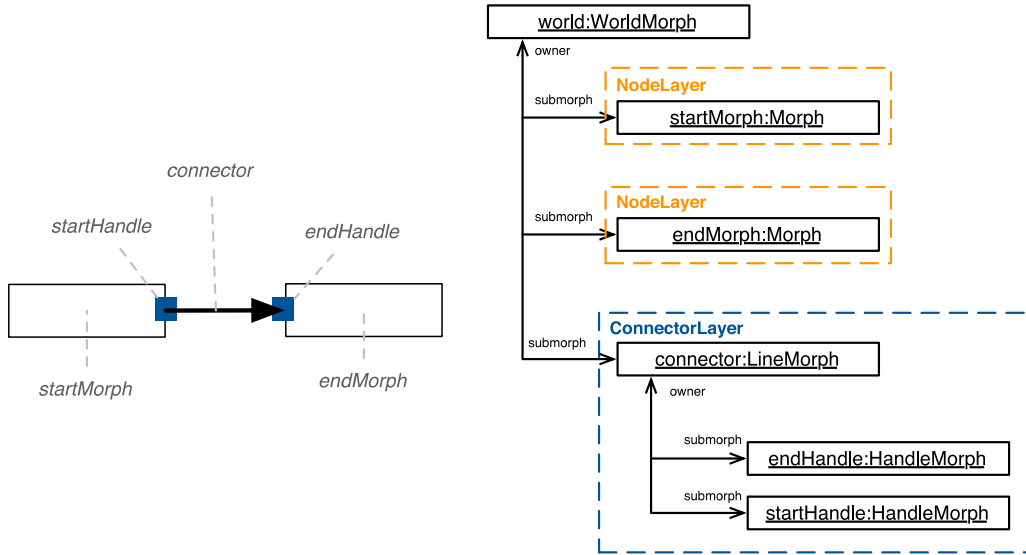 connector
startHandle
endHandle
startMorph
endMorph
world:WorldMorph
owner
NodeLayer
submorph
startMorph:Morph
NodeLayer
submorph
endMorph:Morph
ConnectorLayer
submorph
connector:LineMorph
owner
submorph
endHandle:HandleMorph
submorph
startHandle:HandleMorph